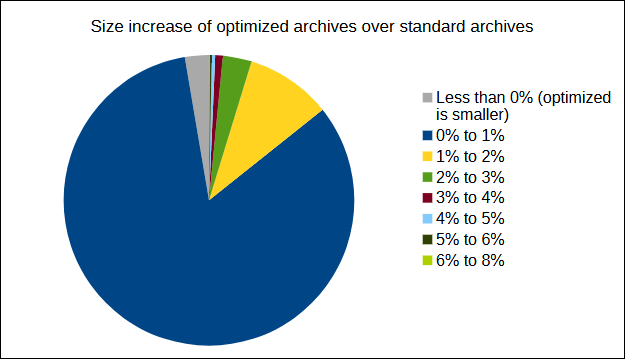 Size increase of optimized archives over standard archives
Less than 0% (optimized
is smaller)
0% to 1%
1% to 2%
2% to 3%
3% to 4%
4% to 5%
5% to 6%
6% to 8%